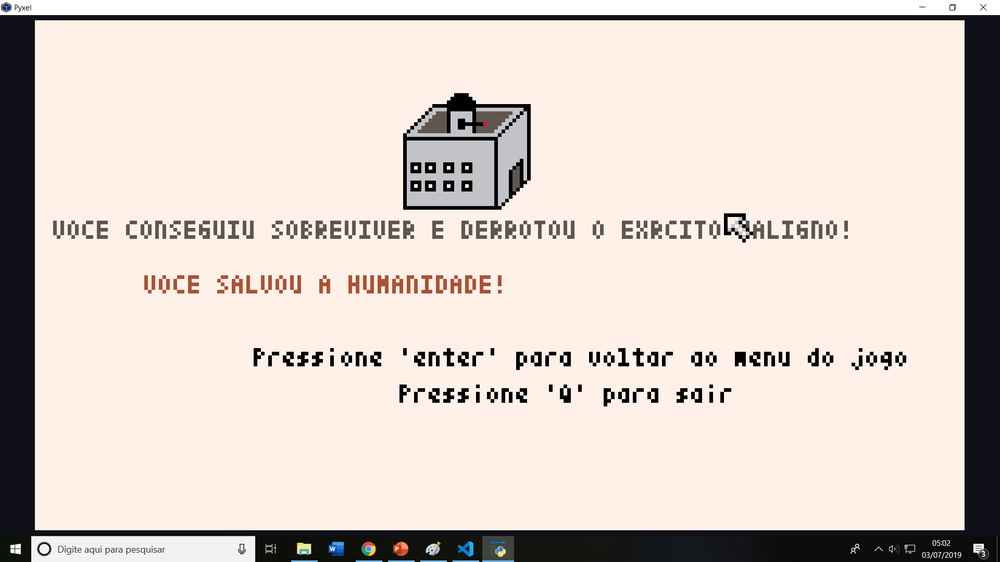 Pyxel
VOCE CONSEGUIU SOBREVIVER E DERROTOU O EXRCITO ALIGNO!
VOCE SALVOU A HUMANIDADE!
Pressione 'enter' para voltar ao menu do jogo
Pressione 'Q' para sair
Digite aqui para pesquisar
05:02
03/07/2019
3